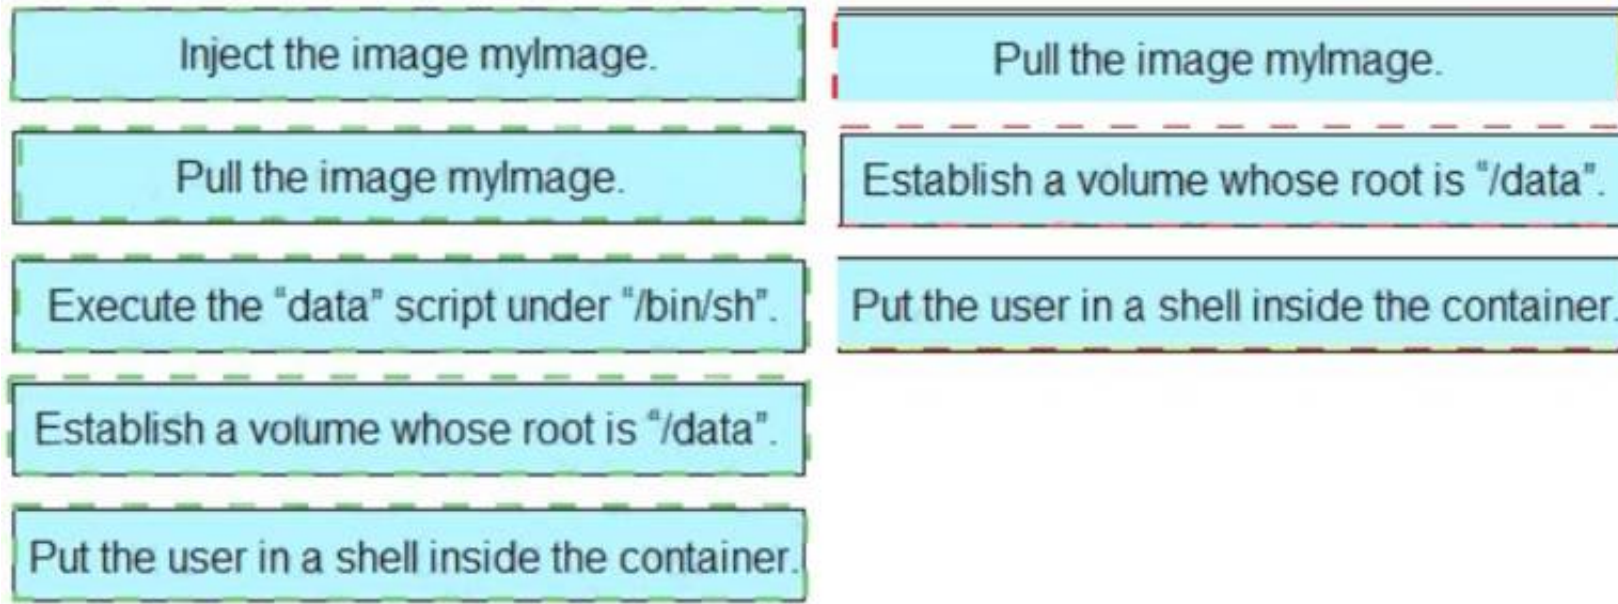 Inject the image myImage.
Pull the image myImage.
Execute the “data” script under “/bin/sh”.
Establish a volume whose root is “/data”.
Put the user in a shell inside the container.
Pull the image myImage.
Establish a volume whose root is “/data”.
Put the user in a shell inside the container.